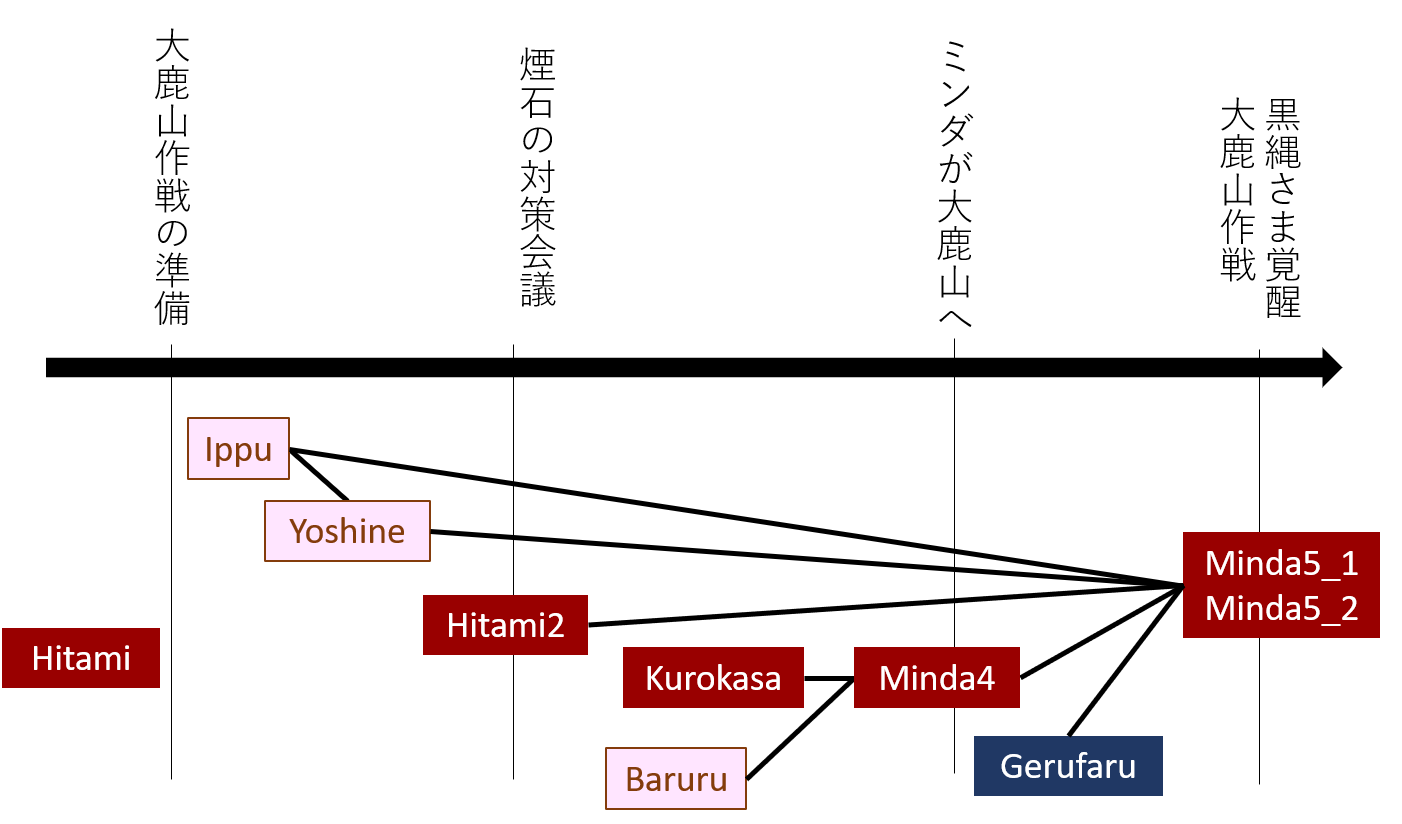 大鹿山作戦の準備
煙石の対策会議
ミンダが大鹿山へ
黒縄さま覚醒
大鹿山作戦
Ippu
Yoshine
Hitami
Hitami2
Kurokasa
Baruru
Minda4
Gerufaru
Minda5_1
Minda5_2